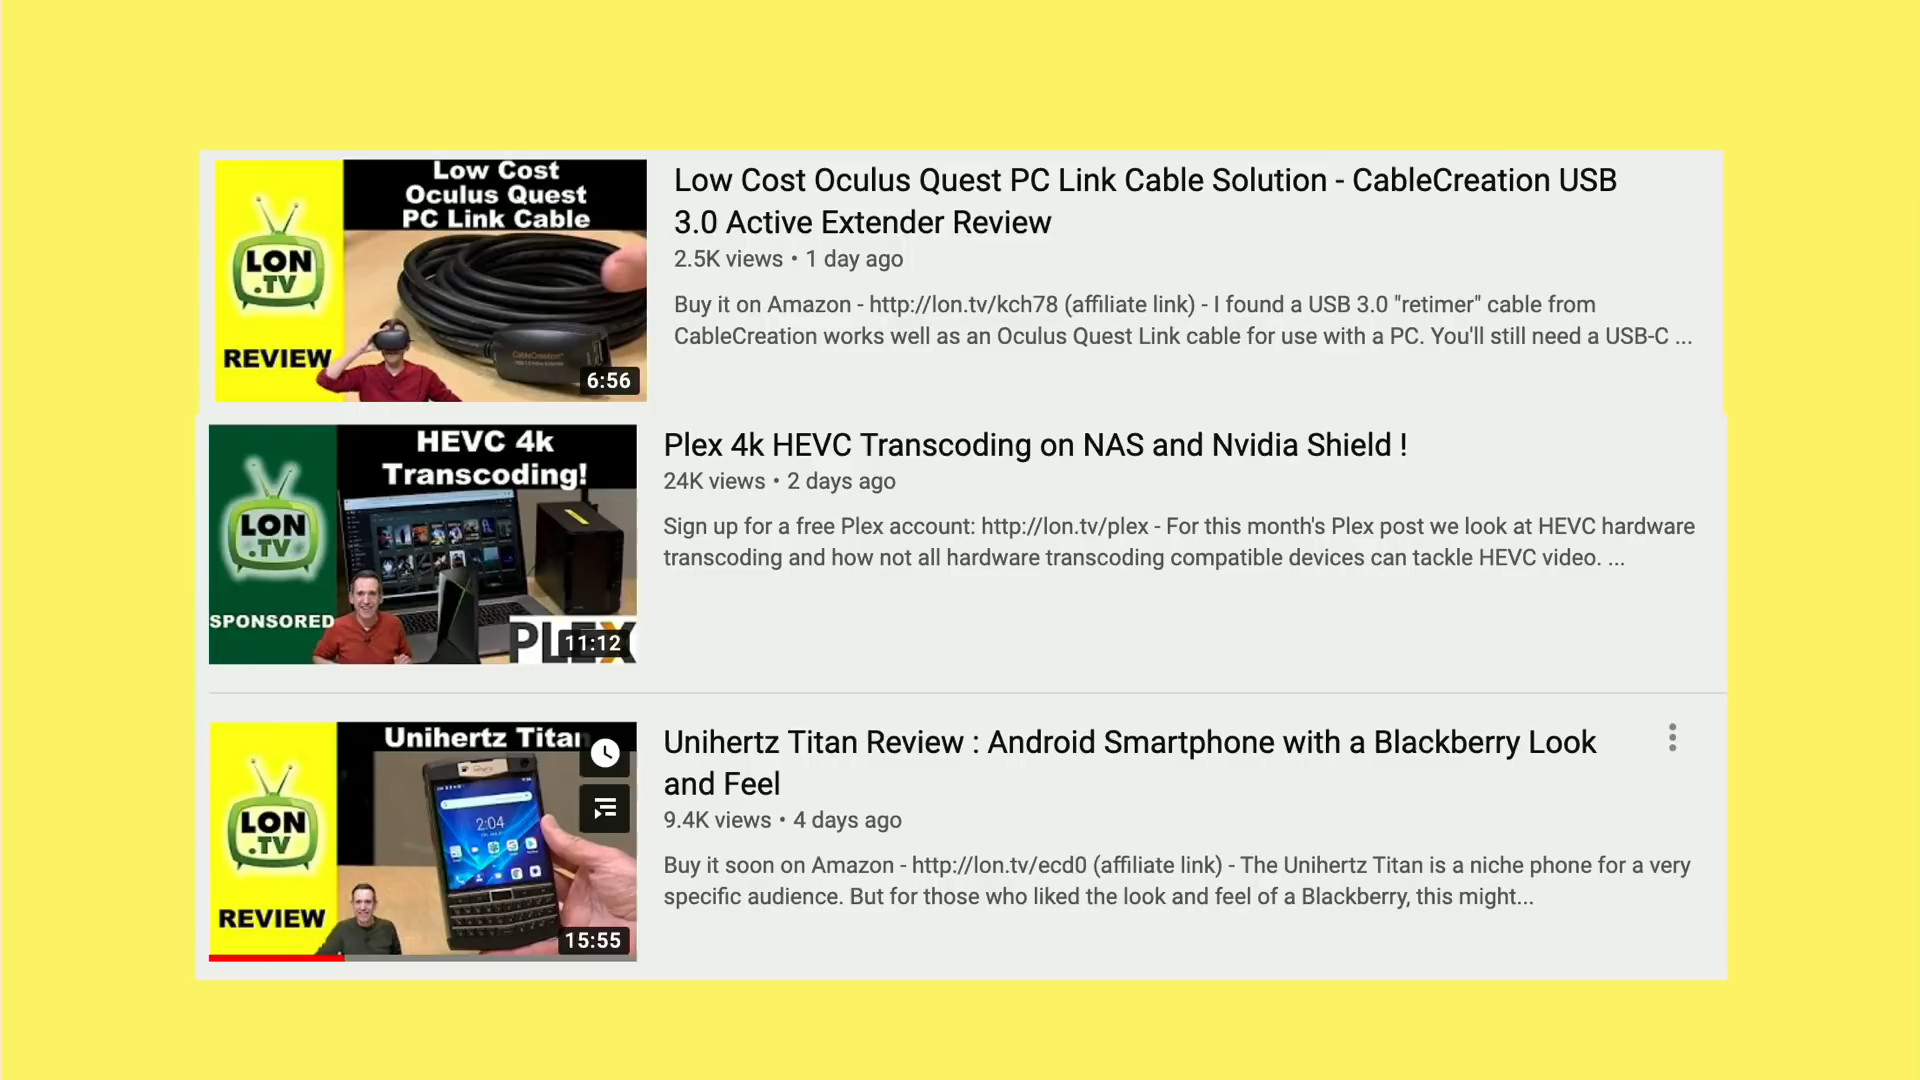 Low Cost
Oculus Quest
PC Link Cable
LON
.TV
REVIEW
CableCreation
6:56
Low Cost Oculus Quest PC Link Cable Solution - CableCreation USB
3.0 Active Extender Review
2.5K views • 1 day ago
Buy it on Amazon - http://lon.tv/kch78 (affiliate link) - I found a USB 3.0 "retimer" cable from
CableCreation works well as an Oculus Quest Link cable for use with a PC. You'll still need a USB-C ...
HEVC 4k
Transcoding!
LON
.TV
SPONSORED
PLEX
11:12
Plex 4k HEVC Transcoding on NAS and Nvidia Shield !
24K views • 2 days ago
Sign up for a free Plex account: http://lon.tv/plex - For this month's Plex post we look at HEVC hardware
transcoding and how not all hardware transcoding compatible devices can tackle HEVC video. ...
Unihertz Titan
LON
.TV
REVIEW
2:04
15:55
Unihertz Titan Review : Android Smartphone with a Blackberry Look
and Feel
9.4K views • 4 days ago
Buy it soon on Amazon - http://lon.tv/ecd0 (affiliate link) - The Unihertz Titan is a niche phone for a very
specific audience. But for those who liked the look and feel of a Blackberry, this might...